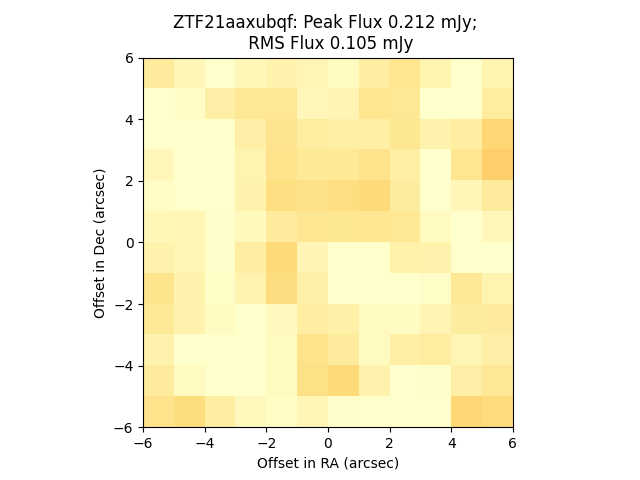 ZTF21aaxubqf: Peak Flux 0.212 mJy;
RMS Flux 0.105 mJy
6
4
2
0
−2
−4
−6
Offset in Dec (arcsec)
−6 −4 −2 0 2 4 6
Offset in RA (arcsec)